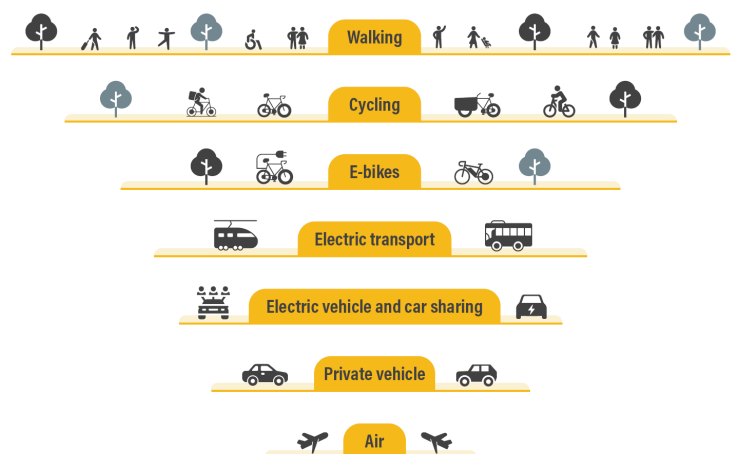 Walking
Cycling
E-bikes
Electric transport
Electric vehicle and car sharing
Private vehicle
Air